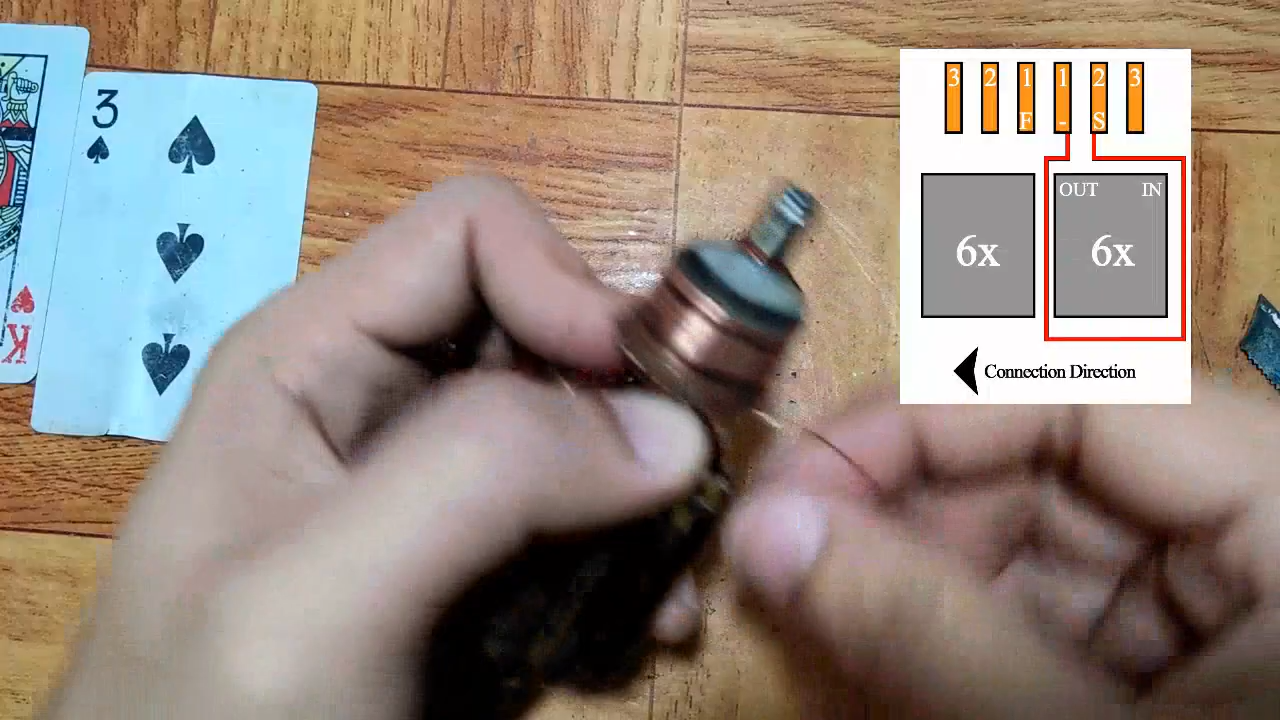 3
K
3 2 1 1 2 3
F - S
OUT IN
6x 6x
Connection Direction